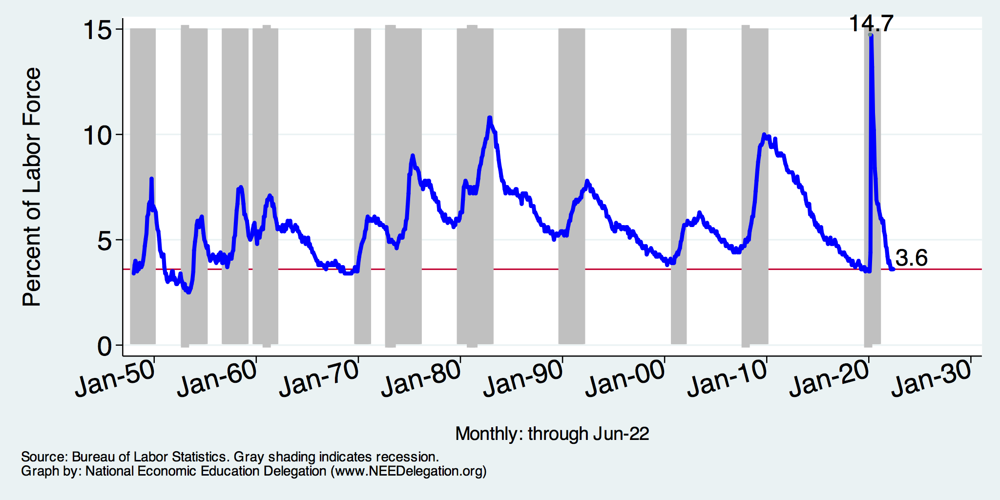 Percent of Labor Force
15
10
5
0
14.7
3.6
Jan-50
Jan-60
Jan-70
Jan-80
Jan-90
Jan-00
Jan-10
Jan-20
Jan-30
Monthly: through Jun-22
Source: Bureau of Labor Statistics. Gray shading indicates recession.
Graph by: National Economic Education Delegation (www.NEEDelegation.org)